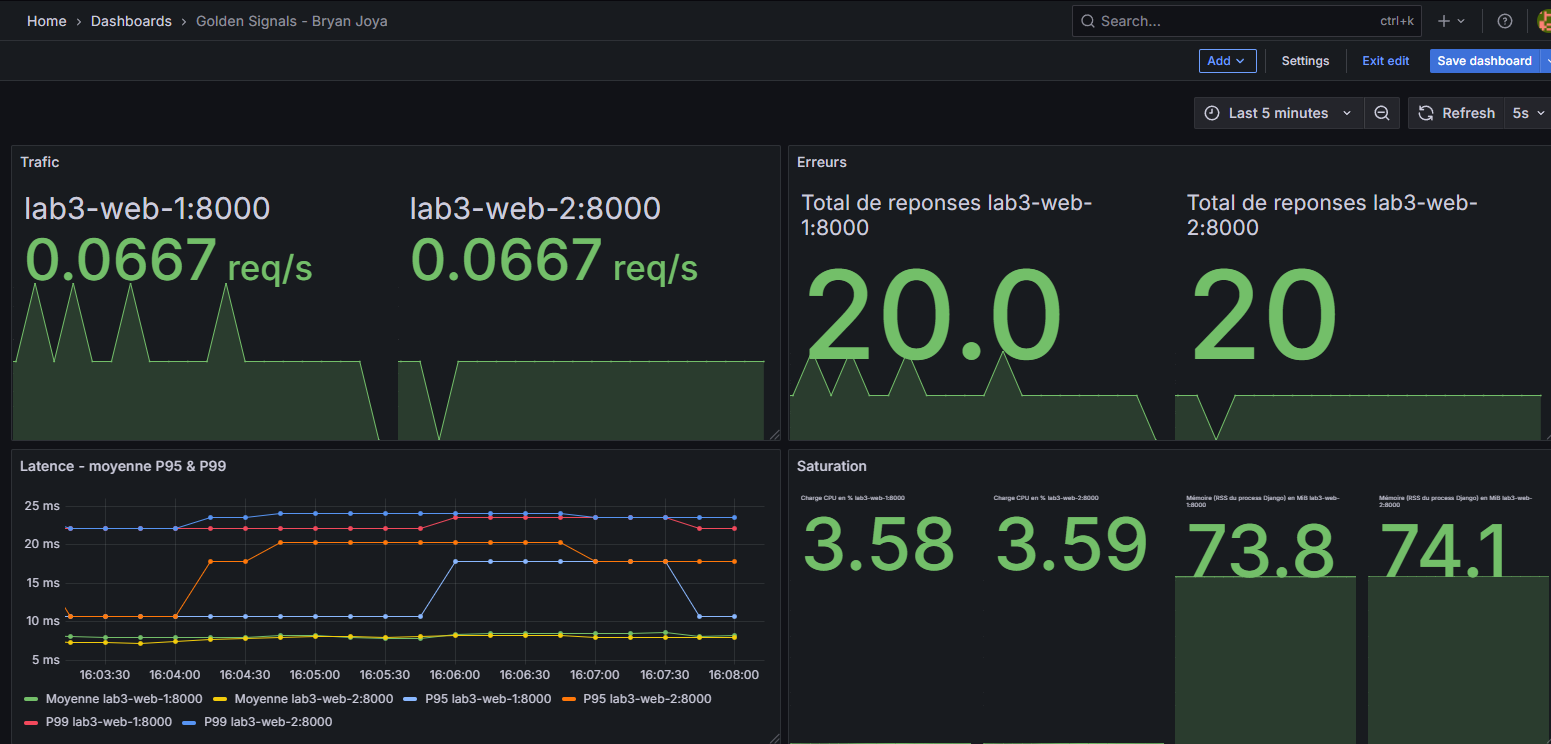 Home › Dashboards › Golden Signals - Bryan Joya
Search... ctrl+k
Add Settings Exit edit Save dashboard
Last 5 minutes Refresh 5s
Trafic
lab3-web-1:8000 lab3-web-2:8000
0.0667 req/s 0.0667 req/s
Erreurs
Total de reponses lab3-web-
1:8000
20.0
Total de reponses lab3-web-
2:8000
20
Latence - moyenne P95 & P99
25 ms
20 ms
15 ms
10 ms
5 ms
16:03:30 16:04:00 16:04:30 16:05:00 16:05:30 16:06:00 16:06:30 16:07:00 16:07:30 16:08:00
Moyenne lab3-web-1:8000 Moyenne lab3-web-2:8000 P95 lab3-web-1:8000 P95 lab3-web-2:8000
P99 lab3-web-1:8000 P99 lab3-web-2:8000
Saturation
Charge CPU en % lab3-web-1:8000
3.58
Charge CPU en % lab3-web-2:8000
3.59
Mémoire (RSS du process Django) en MiB lab3-web-
1:8000
73.8
Mémoire (RSS du process Django) en MiB lab3-web-
2:8000
74.1